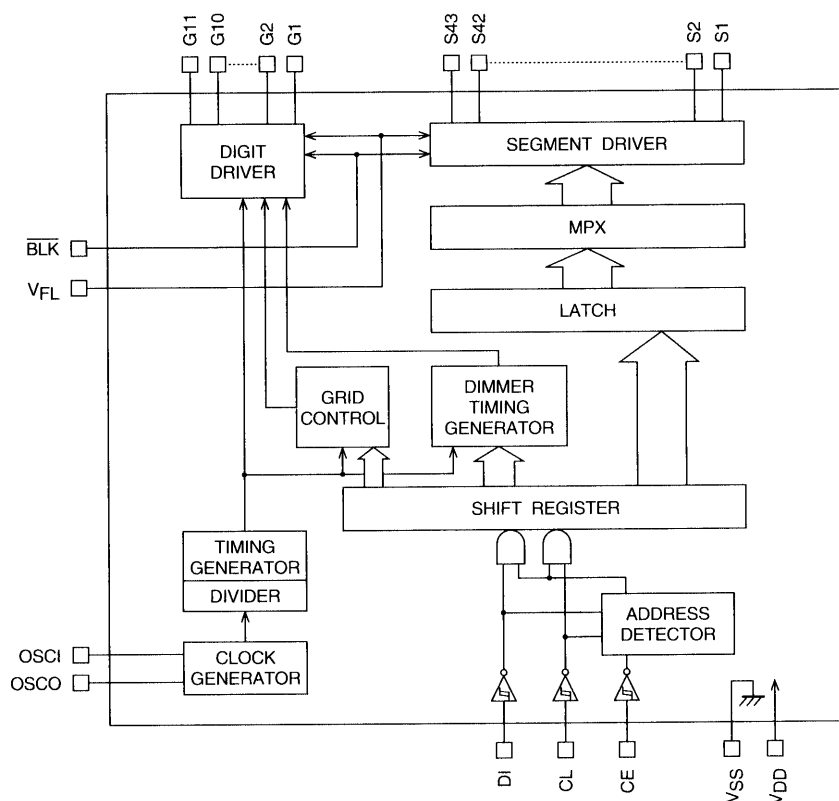 G11 G10 G2 G1 S43 S42 S2 S1
DIGIT
DRIVER
SEGMENT DRIVER
MPX
BLK
VFL
LATCH
GRID
CONTROL
DIMMER
TIMING
GENERATOR
SHIFT REGISTER
TIMING
GENERATOR
DIVIDER
ADDRESS
DETECTOR
OSCI
OSCO
CLOCK
GENERATOR
DI CL CE VSS VDD